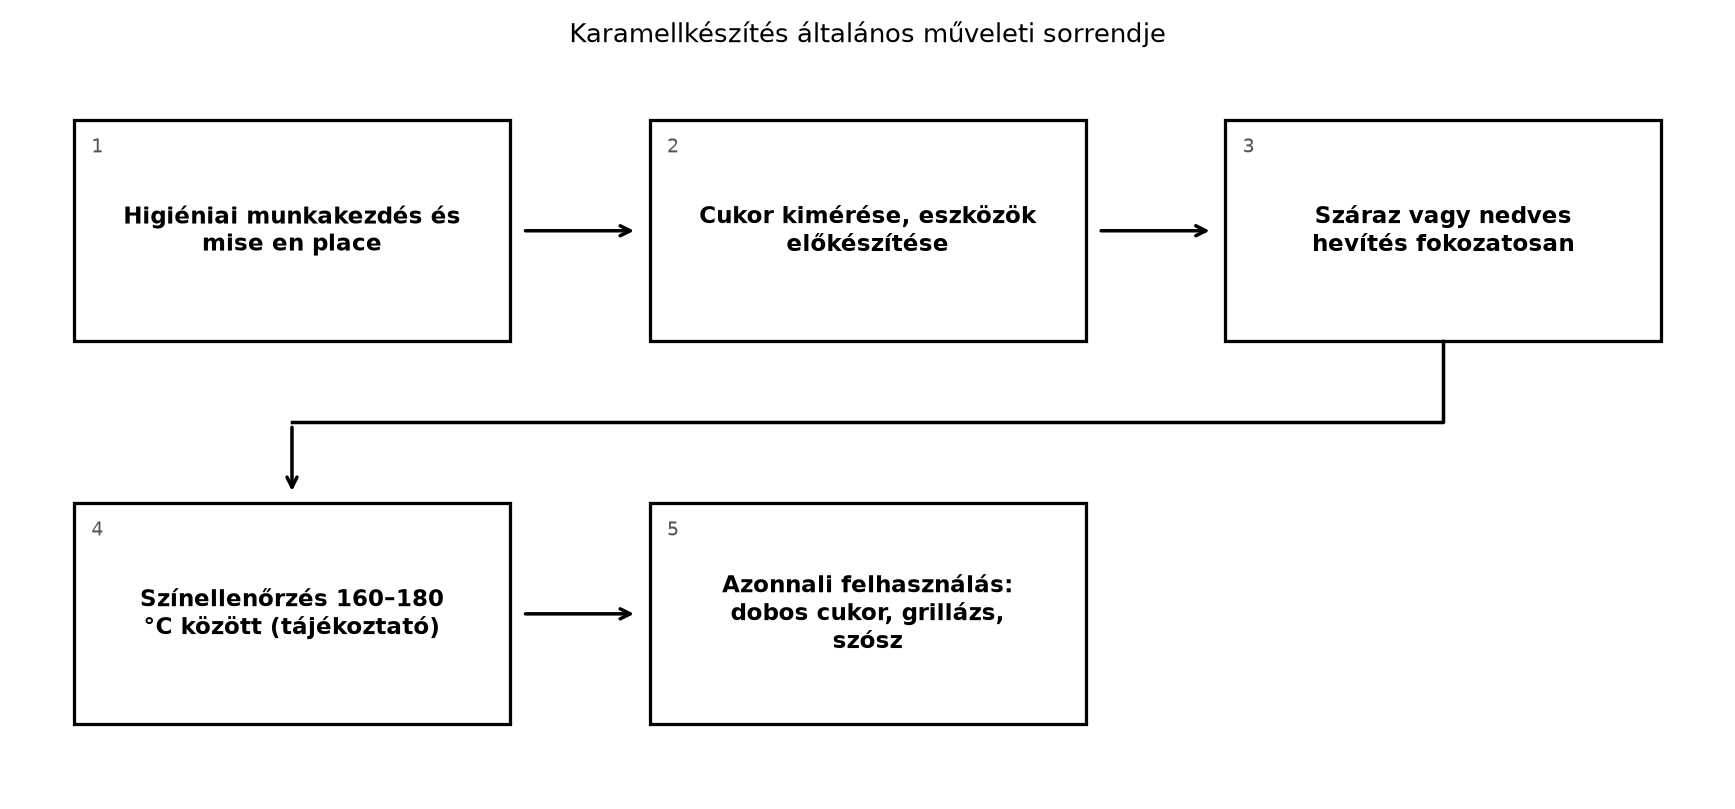 Karamellkészítés általános műveleti sorrendje
1
Higiéniai munkakezdés és
mise en place
2
Cukor kimérése, eszközök
előkészítése
3
Száraz vagy nedves
hevítés fokozatosan
4
Színellenőrzés 160–180
°C között (tájékoztató)
5
Azonnali felhasználás:
dobos cukor, grillázs,
szósz